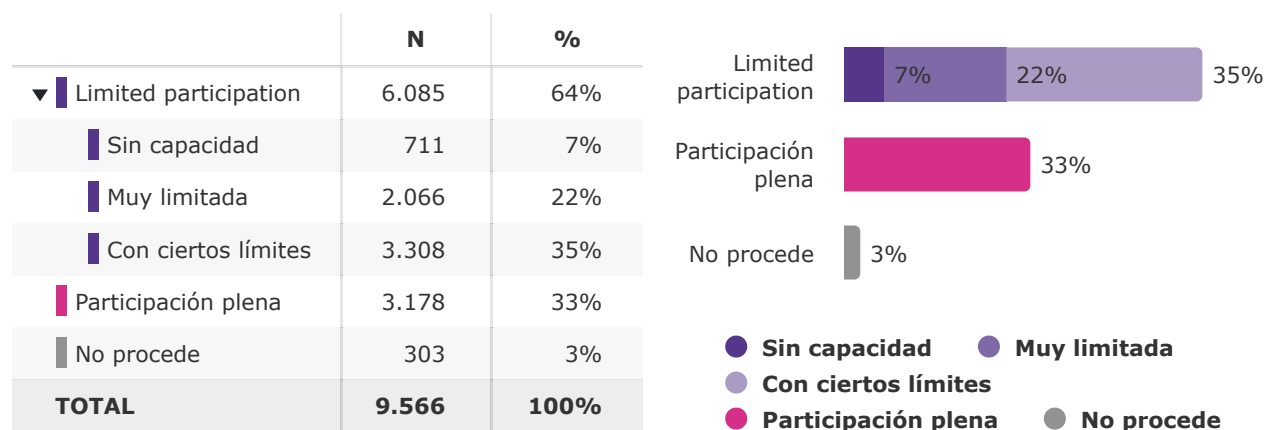 N %
Limited participation 6.085 64%
Sin capacidad 711 7%
Muy limitada 2.066 22%
Con ciertos límites 3.308 35%
Participación plena 3.178 33%
No procede 303 3%
TOTAL 9.566 100%
Limited
participation
7% 22% 35%
Participación
plena
33%
No procede
3%
Sin capacidad Muy limitada
Con ciertos límites
Participación plena No procede